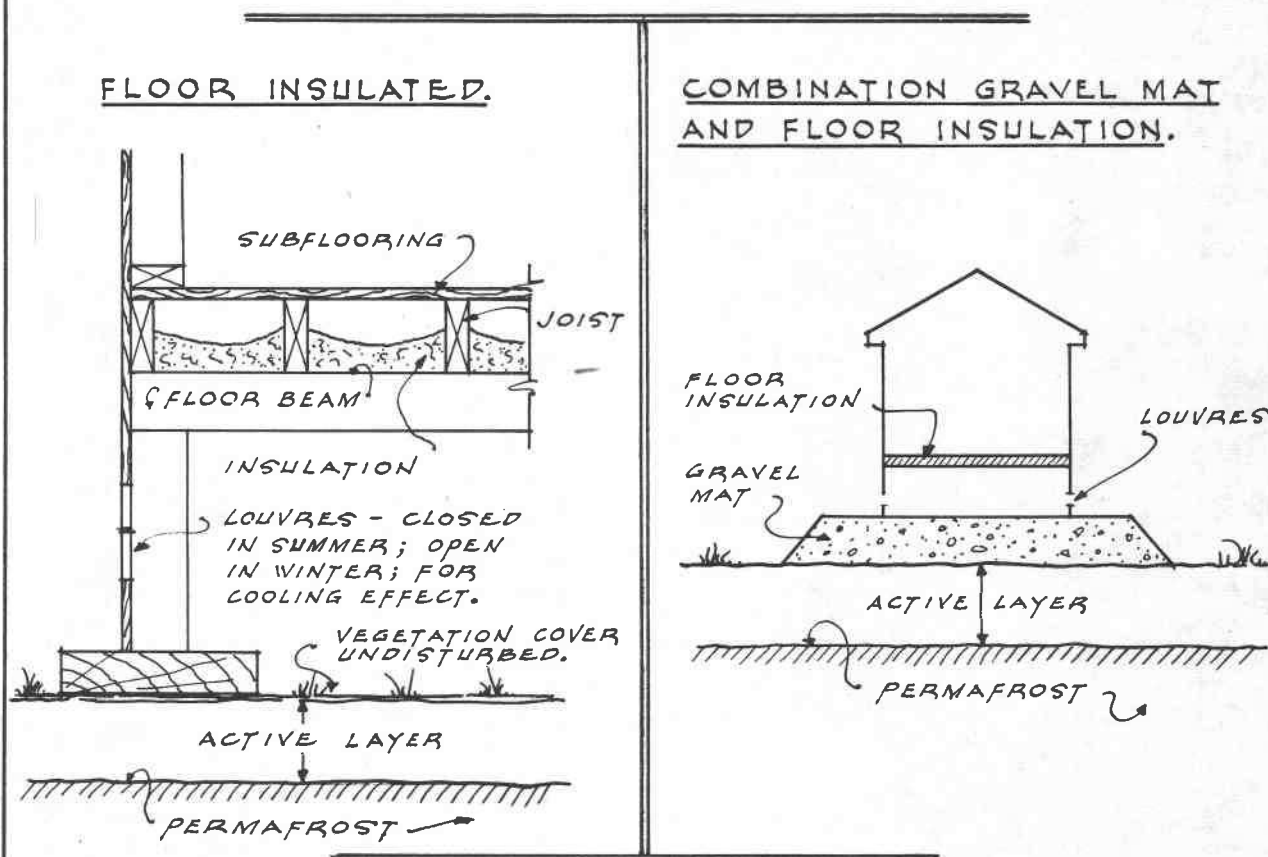 FLOOR INSULATED.
SUBFLOORING
JOIST
℄ FLOOR BEAM
INSULATION
LOUVRES - CLOSED
IN SUMMER; OPEN
IN WINTER; FOR
COOLING EFFECT.
VEGETATION COVER
UNDISTURBED.
ACTIVE LAYER
PERMAFROST
COMBINATION GRAVEL MAT
AND FLOOR INSULATION.
FLOOR
INSULATION
LOUVRES
GRAVEL
MAT
ACTIVE LAYER
PERMAFROST